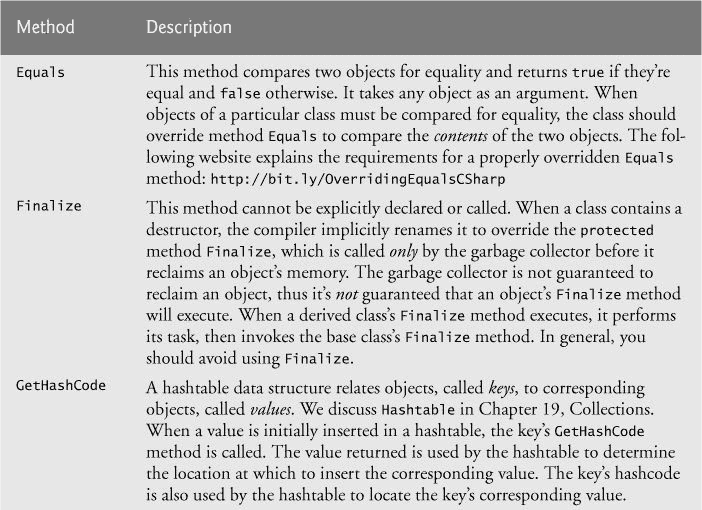 Method Description
Equals This method compares two objects for equality and returns true if they’re
equal and false otherwise. It takes any object as an argument. When
objects of a particular class must be compared for equality, the class should
override method Equals to compare the contents of the two objects. The fol-
lowing website explains the requirements for a properly overridden Equals
method: http://bit.ly/OverridingEqualsCSharp
Finalize This method cannot be explicitly declared or called. When a class contains a
destructor, the compiler implicitly renames it to override the protected
method Finalize, which is called only by the garbage collector before it
reclaims an object’s memory. The garbage collector is not guaranteed to
reclaim an object, thus it’s not guaranteed that an object’s Finalize method
will execute. When a derived class’s Finalize method executes, it performs
its task, then invokes the base class’s Finalize method. In general, you
should avoid using Finalize.
GetHashCode A hashtable data structure relates objects, called keys, to corresponding
objects, called values. We discuss Hashtable in Chapter 19, Collections.
When a value is initially inserted in a hashtable, the key’s GetHashCode
method is called. The value returned is used by the hashtable to determine
the location at which to insert the corresponding value. The key’s hashcode
is also used by the hashtable to locate the key’s corresponding value.